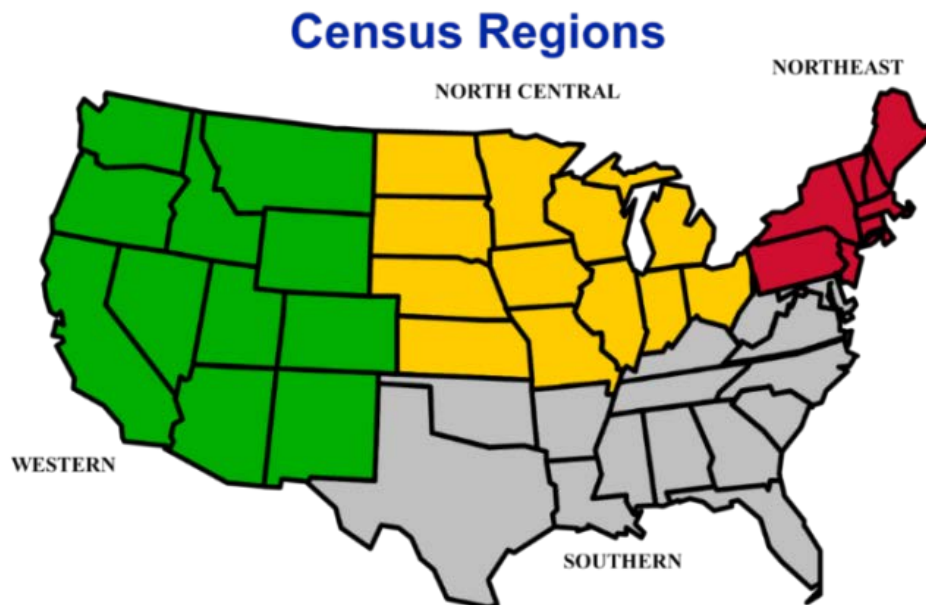 Census Regions
NORTHEAST
NORTH CENTRAL
WESTERN
SOUTHERN